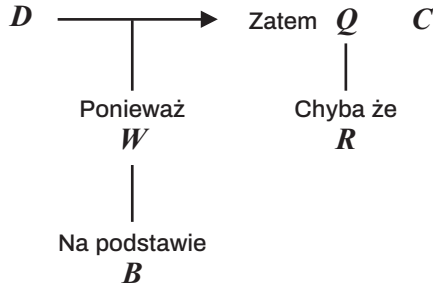 D Zatem Q C
Ponieważ Chyba że
W R
Na podstawie
B